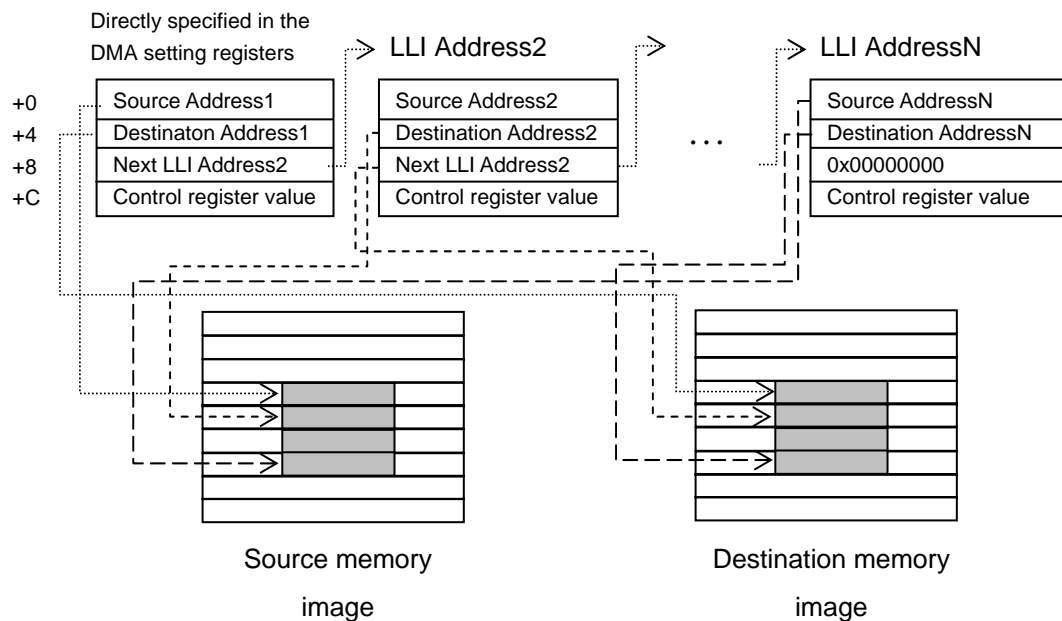 Directly specified in the
DMA setting registers
LLI Address2
LLI AddressN
+0
Source Address1
Source Address2
Source AddressN
+4
Destinaton Address1
Destination Address2
Destination AddressN
+8
Next LLI Address2
Next LLI Address2
...
0x00000000
+C
Control register value
Control register value
Control register value
Source memory
image
Destination memory
image